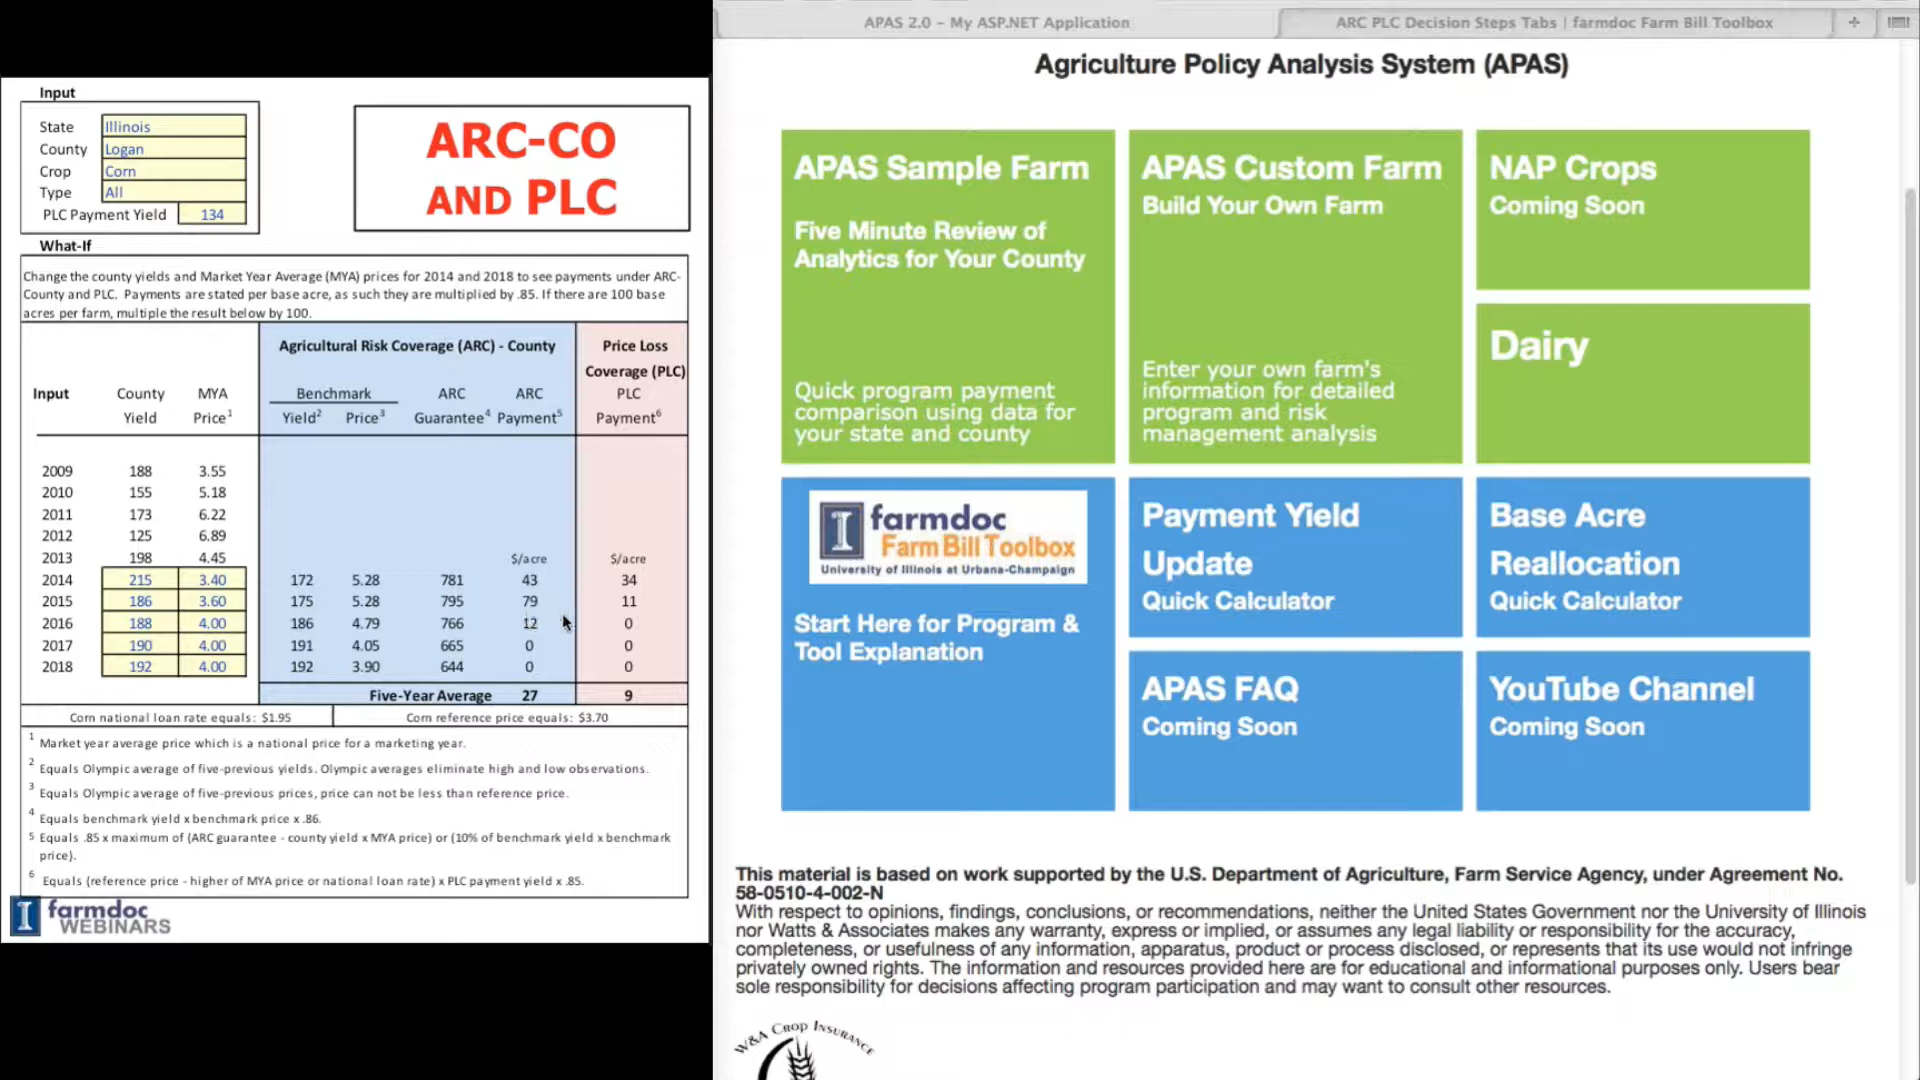 APAS 2.0 – My ASP.NET Application
ARC PLC Decision Steps Tabs | farmdoc Farm Bill Toolbox
Input
State Illinois
County Logan
Crop Corn
Type All
PLC Payment Yield 134
ARC-CO
AND PLC
What-If
Change the county yields and Market Year Average (MYA) prices for 2014 and 2018 to see payments under ARC-
County and PLC. Payments are stated per base acre, as such they are multiplied by .85. If there are 100 base
acres per farm, multiple the result below by 100.
Agricultural Risk Coverage (ARC) - County
Price Loss
Coverage (PLC)
Input County MYA Benchmark ARC ARC PLC
Yield Price1 Yield2 Price3 Guarantee4 Payment5 Payment6
2009 188 3.55
2010 155 5.18
2011 173 6.22
2012 125 6.89
2013 198 4.45 $/acre $/acre
2014 215 3.40 172 5.28 781 43 34
2015 186 3.60 175 5.28 795 79 11
2016 188 4.00 186 4.79 766 12 0
2017 190 4.00 191 4.05 665 0 0
2018 192 4.00 192 3.90 644 0 0
Five-Year Average 27 9
Corn national loan rate equals: $1.95 Corn reference price equals: $3.70
1 Market year average price which is a national price for a marketing year.
2 Equals Olympic average of five-previous yields. Olympic averages eliminate high and low observations.
3 Equals Olympic average of five-previous prices, price can not be less than reference price.
4 Equals benchmark yield x benchmark price x .86.
5 Equals .85 x maximum of (ARC guarantee - county yield x MYA price) or (10% of benchmark yield x benchmark
price).
6 Equals (reference price - higher of MYA price or national loan rate) x PLC payment yield x .85.
I farmdoc
WEBINARS
Agriculture Policy Analysis System (APAS)
APAS Sample Farm
Five Minute Review of
Analytics for Your County
Quick program payment
comparison using data for
your state and county
APAS Custom Farm
Build Your Own Farm
Enter your own farm's
information for detailed
program and risk
management analysis
NAP Crops
Coming Soon
Dairy
I farmdoc
Farm Bill Toolbox
University of Illinois at Urbana-Champaign
Start Here for Program &
Tool Explanation
Payment Yield
Update
Quick Calculator
Base Acre
Reallocation
Quick Calculator
APAS FAQ
Coming Soon
YouTube Channel
Coming Soon
This material is based on work supported by the U.S. Department of Agriculture, Farm Service Agency, under Agreement No.
58-0510-4-002-N
With respect to opinions, findings, conclusions, or recommendations, neither the United States Government nor the University of Illinois
nor Watts & Associates makes any warranty, express or implied, or assumes any legal liability or responsibility for the accuracy,
completeness, or usefulness of any information, apparatus, product or process disclosed, or represents that its use would not infringe
privately owned rights. The information and resources provided here are for educational and informational purposes only. Users bear
sole responsibility for decisions affecting program participation and may want to consult other resources.
W&A Crop Insurance